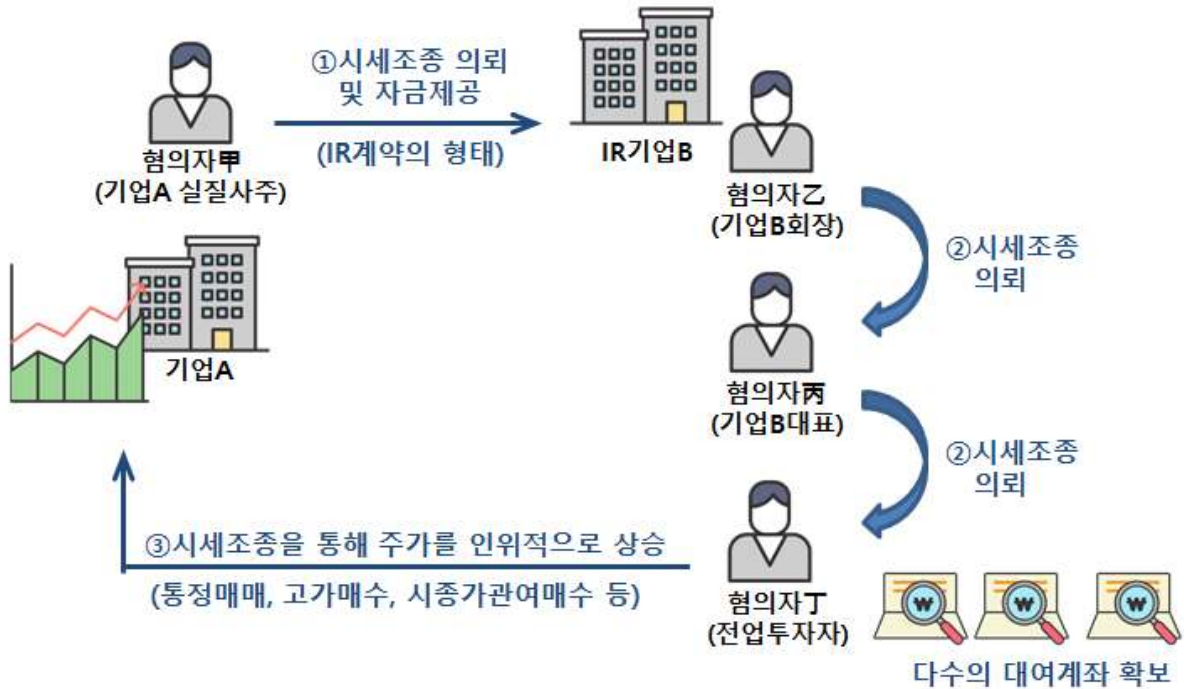 ①시세조종 의뢰
및 자금제공
(IR계약의 형태)
혐의자甲
(기업A 실질사주)
IR기업B
혐의자乙
(기업B회장)
②시세조종
의뢰
기업A
혐의자丙
(기업B대표)
②시세조종
의뢰
③시세조종을 통해 주가를 인위적으로 상승
(통정매매, 고가매수, 시종가관여매수 등)
혐의자丁
(전업투자자)
₩ ₩ ₩
다수의 대여계좌 확보